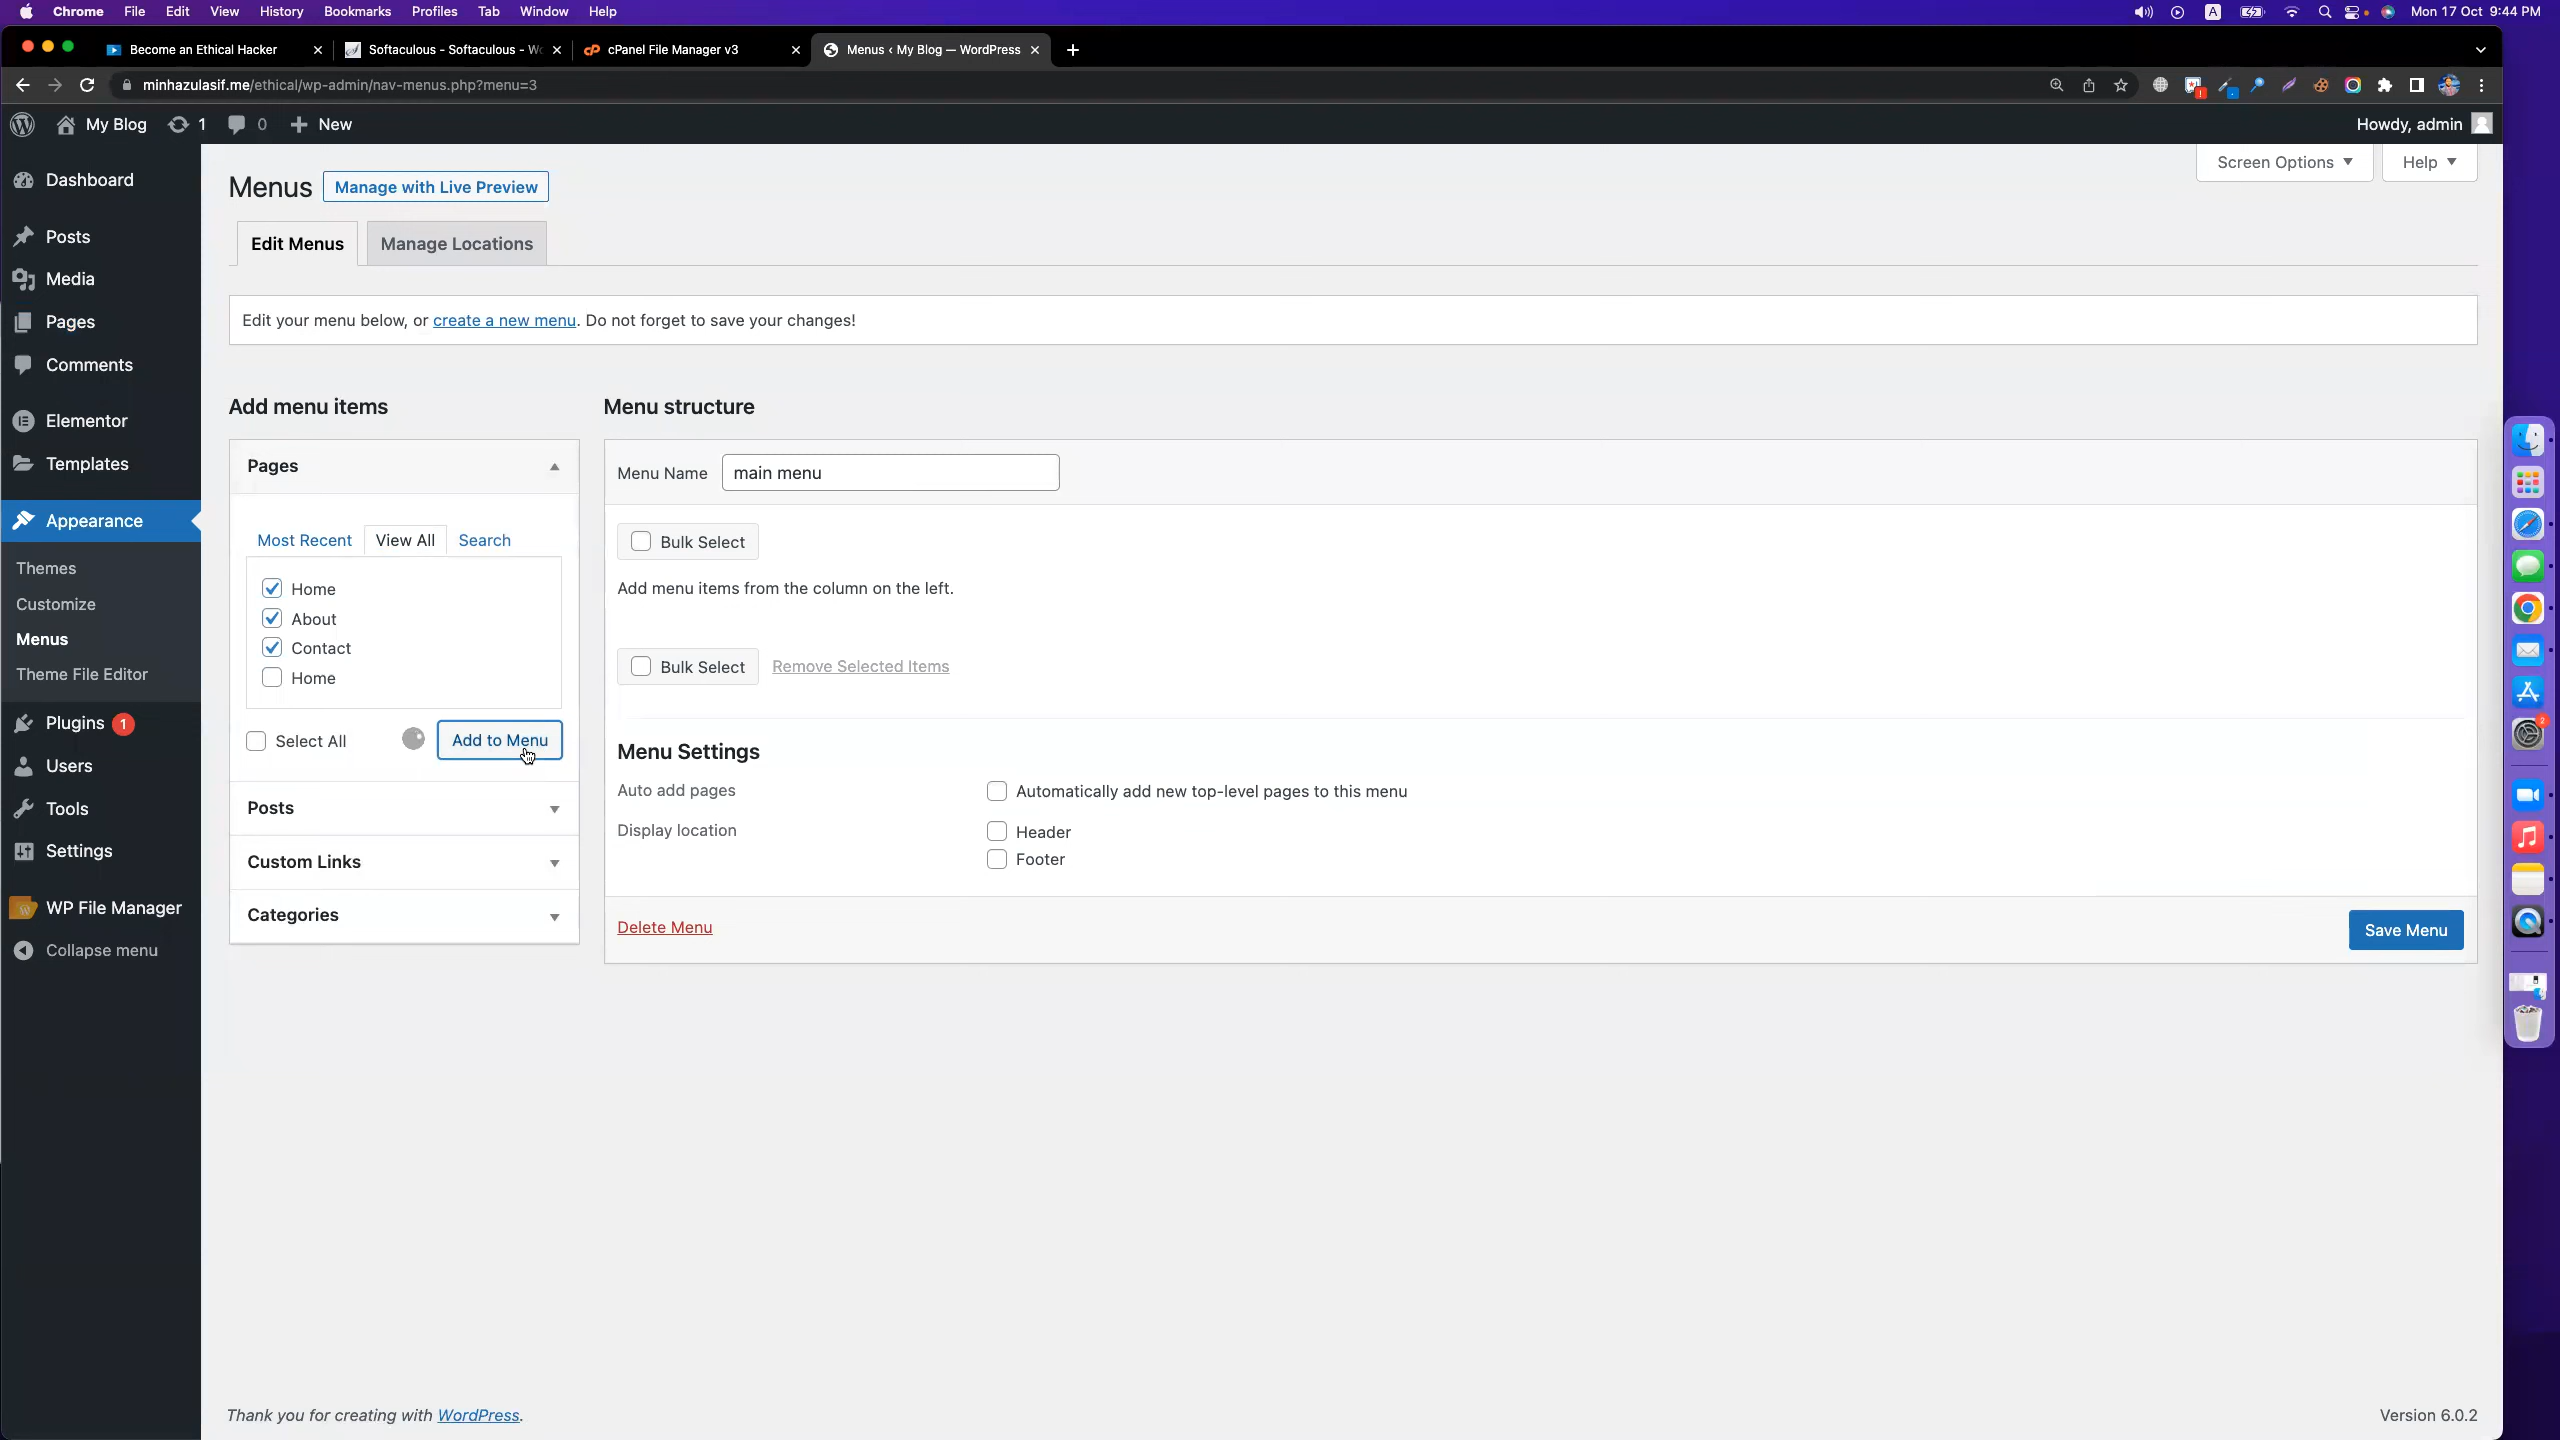 Chrome File Edit View History Bookmarks Profiles Tab Window Help
A Mon 17 Oct 9:44 PM
Become an Ethical Hacker
Softaculous - Softaculous - W
cPanel File Manager v3
Menus ‹ My Blog — WordPress
minhazulasif.me/ethical/wp-admin/nav-menus.php?menu=3
My Blog 1 0 New
Howdy, admin
Dashboard
Posts
Media
Pages
Comments
Elementor
Templates
Appearance
Themes
Customize
Menus
Theme File Editor
Plugins 1
Users
Tools
Settings
WP File Manager
Collapse menu
Screen Options
Help
Menus
Manage with Live Preview
Edit Menus
Manage Locations
Edit your menu below, or create a new menu. Do not forget to save your changes!
Add menu items
Pages
Most Recent View All Search
Home
About
Contact
Home
Select All
Add to Menu
Posts
Custom Links
Categories
Menu structure
Menu Name main menu
Bulk Select
Add menu items from the column on the left.
Bulk Select Remove Selected Items
Menu Settings
Auto add pages
Automatically add new top-level pages to this menu
Display location
Header
Footer
Delete Menu
Save Menu
2
Thank you for creating with WordPress.
Version 6.0.2